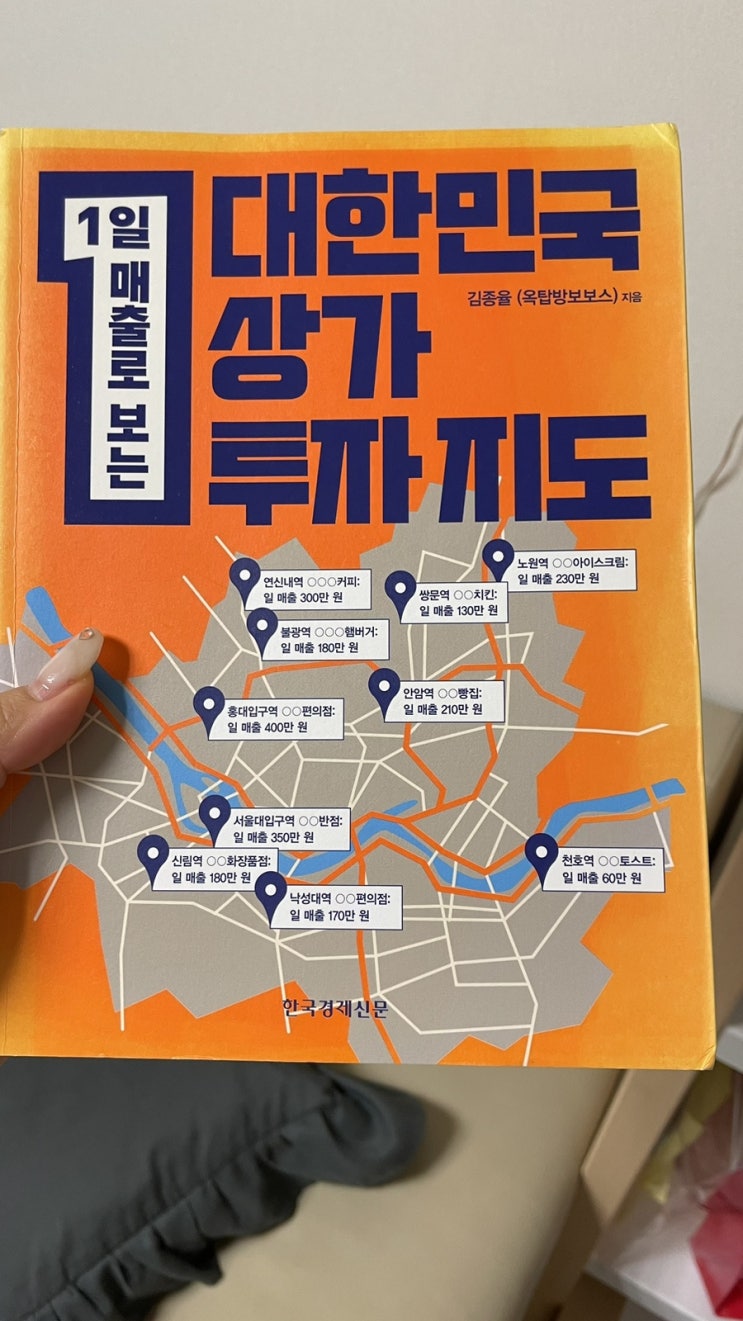 1일 매출로 보는
대한민국
상가
투자 지도
김종율 (옥탑방보보스) 지음
노원역 ○○아이스크림:
일 매출 230만 원
연신내역 ○○○커피:
일 매출 300만 원
쌍문역 ○○치킨:
일 매출 130만 원
불광역 ○○○햄버거:
일 매출 180만 원
안암역 ○○빵집:
일 매출 210만 원
홍대입구역 ○○편의점:
일 매출 400만 원
서울대입구역 ○○반점:
일 매출 350만 원
신림역 ○○화장품점:
일 매출 180만 원
천호역 ○○토스트:
일 매출 60만 원
낙성대역 ○○편의점:
일 매출 170만 원
한국경제신문